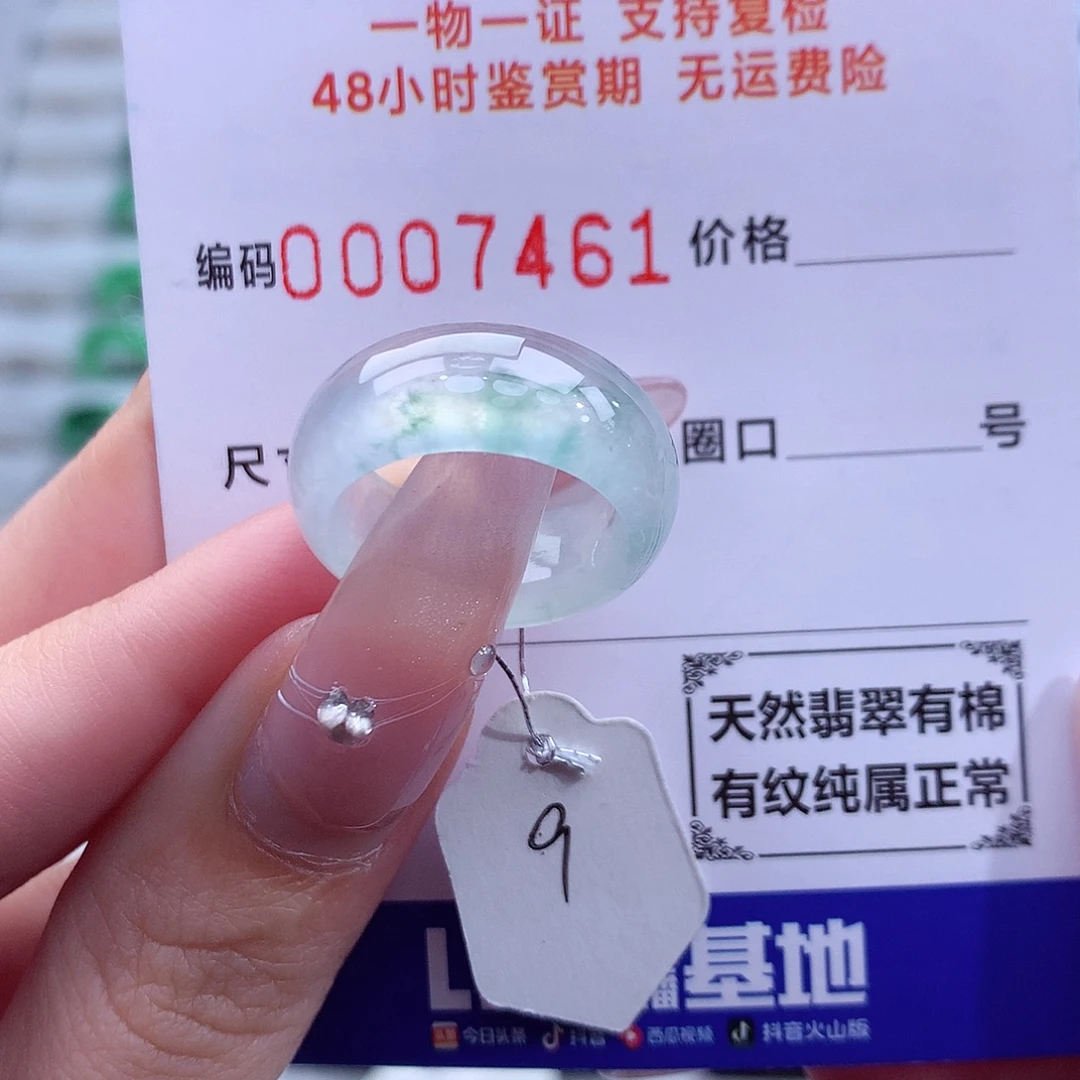 一物一证 支持复检
48小时鉴赏期 无运费险
编码0007461 价格
尺
圈口 号
天然翡翠有棉
有纹纯属正常
9
基地
今日头条 抖音 西瓜视频 抖音火山版